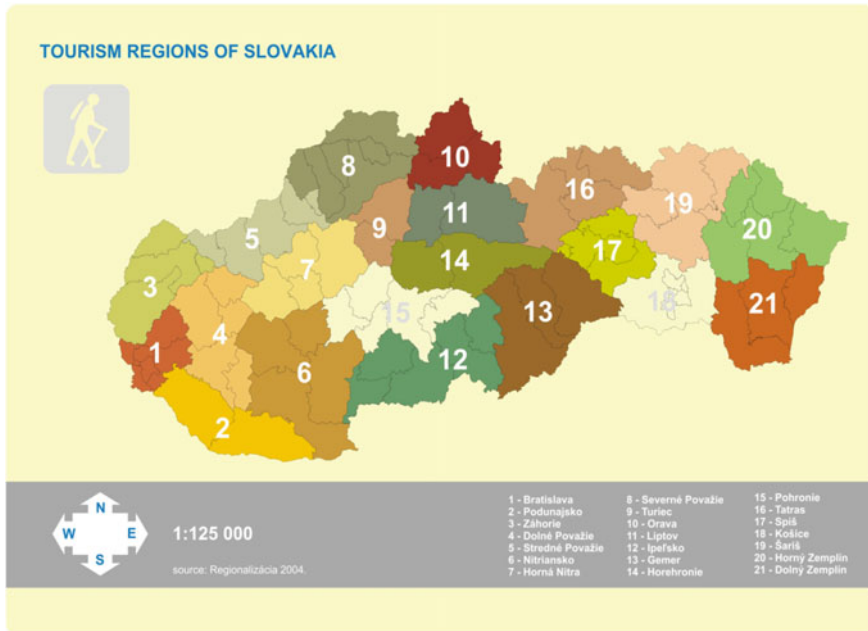 TOURISM REGIONS OF SLOVAKIA
10
8
16
19
11
9
20
5
14
17
7
3
15
18
21
13
4
1
12
6
2
N
W E
S
1:125 000
source: Regionalizácia 2004.
1 - Bratislava
2 - Podunajsko
3 - Záhorie
4 - Dolné Považie
5 - Stredné Považie
6 - Nitriansko
7 - Horná Nitra
8 - Severné Považie
9 - Turiec
10 - Orava
11 - Liptov
12 - Ipeľsko
13 - Gemer
14 - Horehronie
15 - Pohronie
16 - Tatras
17 - Spiš
18 - Košice
19 - Šariš
20 - Horný Zemplín
21 - Dolný Zemplín